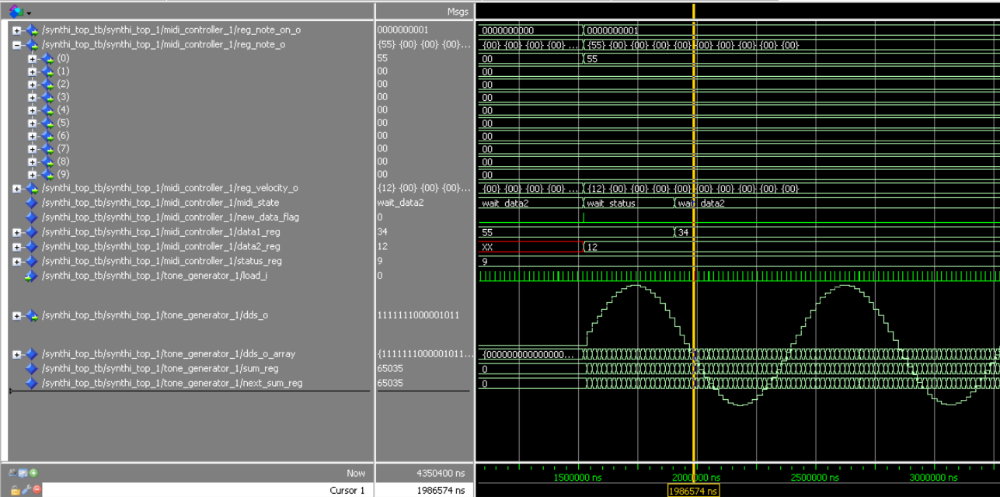 Msgs
/synthi_top_tb/synthi_top_1/midi_controller_1/reg_note_on_o 0000000001 0000000000 0000000001
/synthi_top_tb/synthi_top_1/midi_controller_1/reg_note_o {55} {00} {00} {00}... {00} {00} {00} {00} ... {55} {00} {00} {00} {00} {00} {00} {00} {00} {00}
(0) 55 00 55
(1) 00 00
(2) 00 00
(3) 00 00
(4) 00 00
(5) 00 00
(6) 00 00
(7) 00 00
(8) 00 00
(9) 00 00
/synthi_top_tb/synthi_top_1/midi_controller_1/reg_velocity_o {12} {00} {00} {00}... {00} {00} {00} {00} ... {12} {00} {00} {00} {00} {00} {00} {00} {00} {00}
/synthi_top_tb/synthi_top_1/midi_controller_1/midi_state wait_data2 wait_data2 wait_status wait_data2
/synthi_top_tb/synthi_top_1/midi_controller_1/new_data_flag 0
/synthi_top_tb/synthi_top_1/midi_controller_1/data1_reg 34 55 34
/synthi_top_tb/synthi_top_1/midi_controller_1/data2_reg 12 XX 12
/synthi_top_tb/synthi_top_1/midi_controller_1/status_reg 9 9
/synthi_top_tb/synthi_top_1/tone_generator_1/load_i 0
/synthi_top_tb/synthi_top_1/tone_generator_1/dds_o 1111111000001011
/synthi_top_tb/synthi_top_1/tone_generator_1/dds_o_array {1111111000001011... {000000000000000...
/synthi_top_tb/synthi_top_1/tone_generator_1/sum_reg 65035 0
/synthi_top_tb/synthi_top_1/tone_generator_1/next_sum_reg 65035 0
Now 4350400 ns 1500000 ns 2000000 ns 2500000 ns 3000000 ns
Cursor 1 1986574 ns 1986574 ns